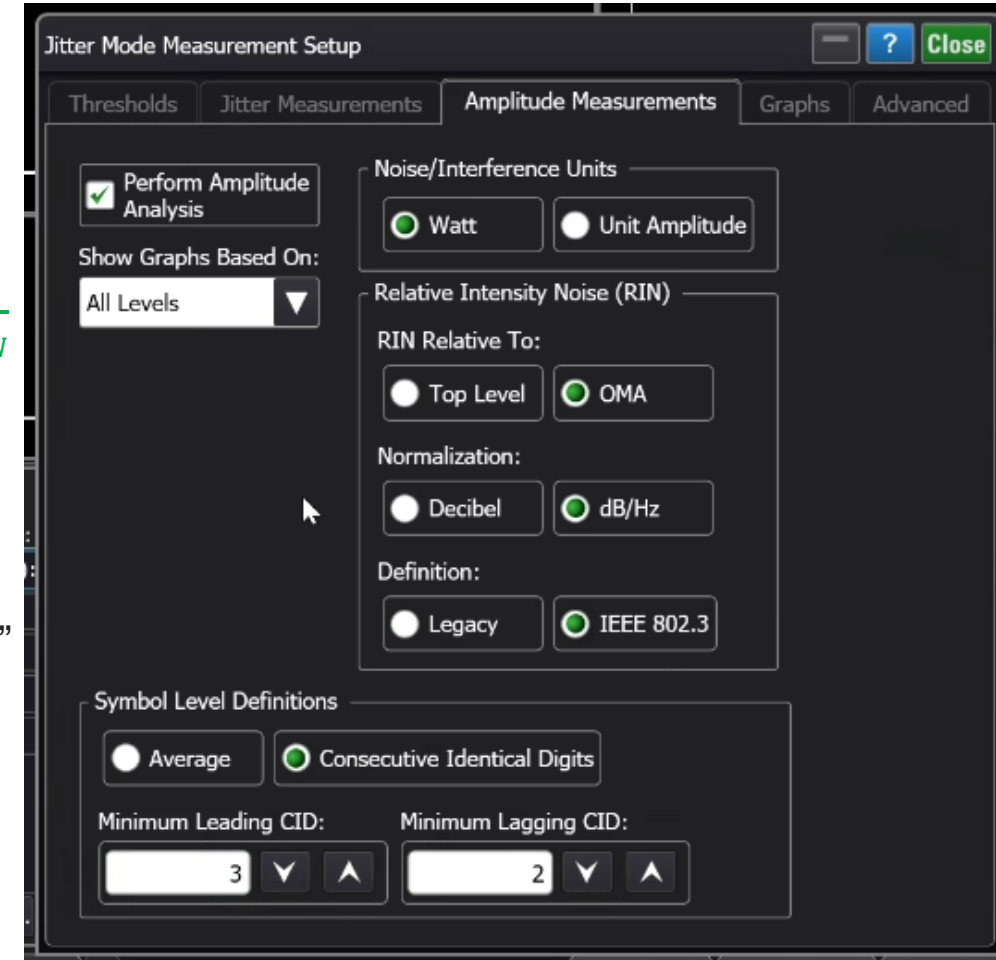 Jitter Mode Measurement Setup
? Close
Thresholds Jitter Measurements Amplitude Measurements Graphs Advanced
Perform Amplitude
Analysis
Show Graphs Based On:
All Levels
Noise/Interference Units
Watt Unit Amplitude
Relative Intensity Noise (RIN)
RIN Relative To:
Top Level OMA
Normalization:
Decibel dB/Hz
Definition:
Legacy IEEE 802.3
”
Symbol Level Definitions
Average Consecutive Identical Digits
Minimum Leading CID: Minimum Lagging CID:
3 2